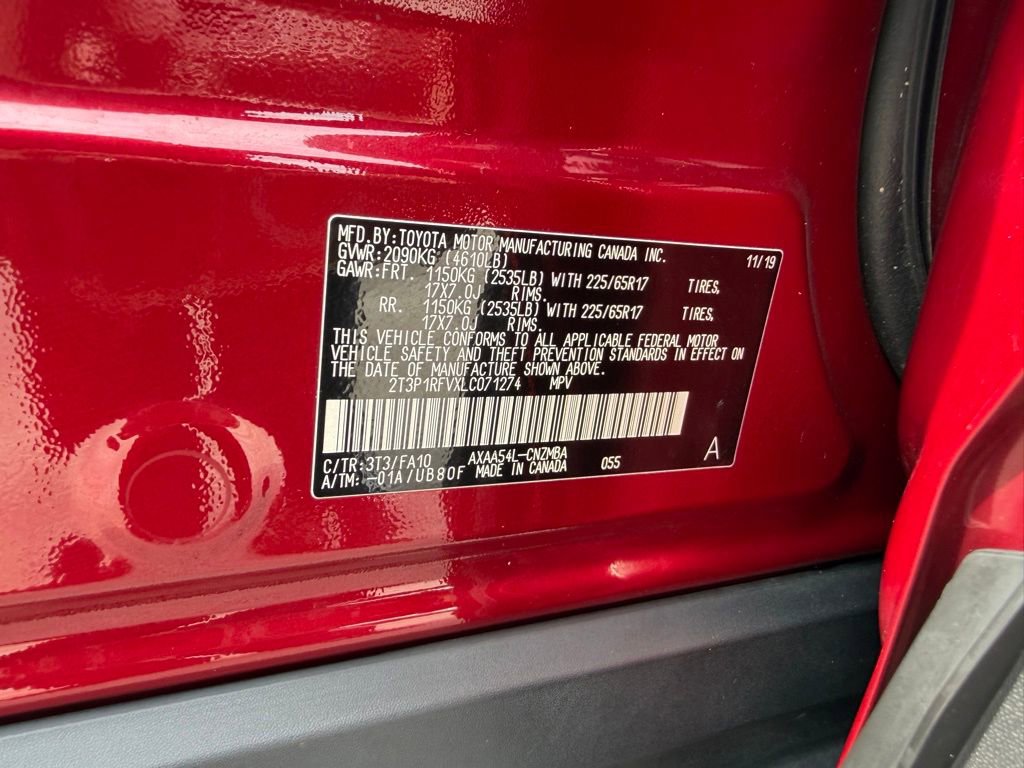 MFD.BY:TOYOTA MOTOR MANUFACTURING CANADA INC. 11/19
GVWR:2090KG (4610LB)
GAWR:FRT. 1150KG (2535LB) WITH 225/65R17 TIRES,
17X7.0J RIMS.
RR. 1150KG (2535LB) WITH 225/65R17 TIRES,
17X7.0J RIMS.
THIS VEHICLE CONFORMS TO ALL APPLICABLE FEDERAL MOTOR
VEHICLE SAFETY AND THEFT PREVENTION STANDARDS IN EFFECT ON
THE DATE OF MANUFACTURE SHOWN ABOVE.
2T3P1RFVXLC071274 MPV
C/TR:3T3/FA10 AXAA54L-CNZMBA 055 A
A/TM:-01A/UB80F MADE IN CANADA